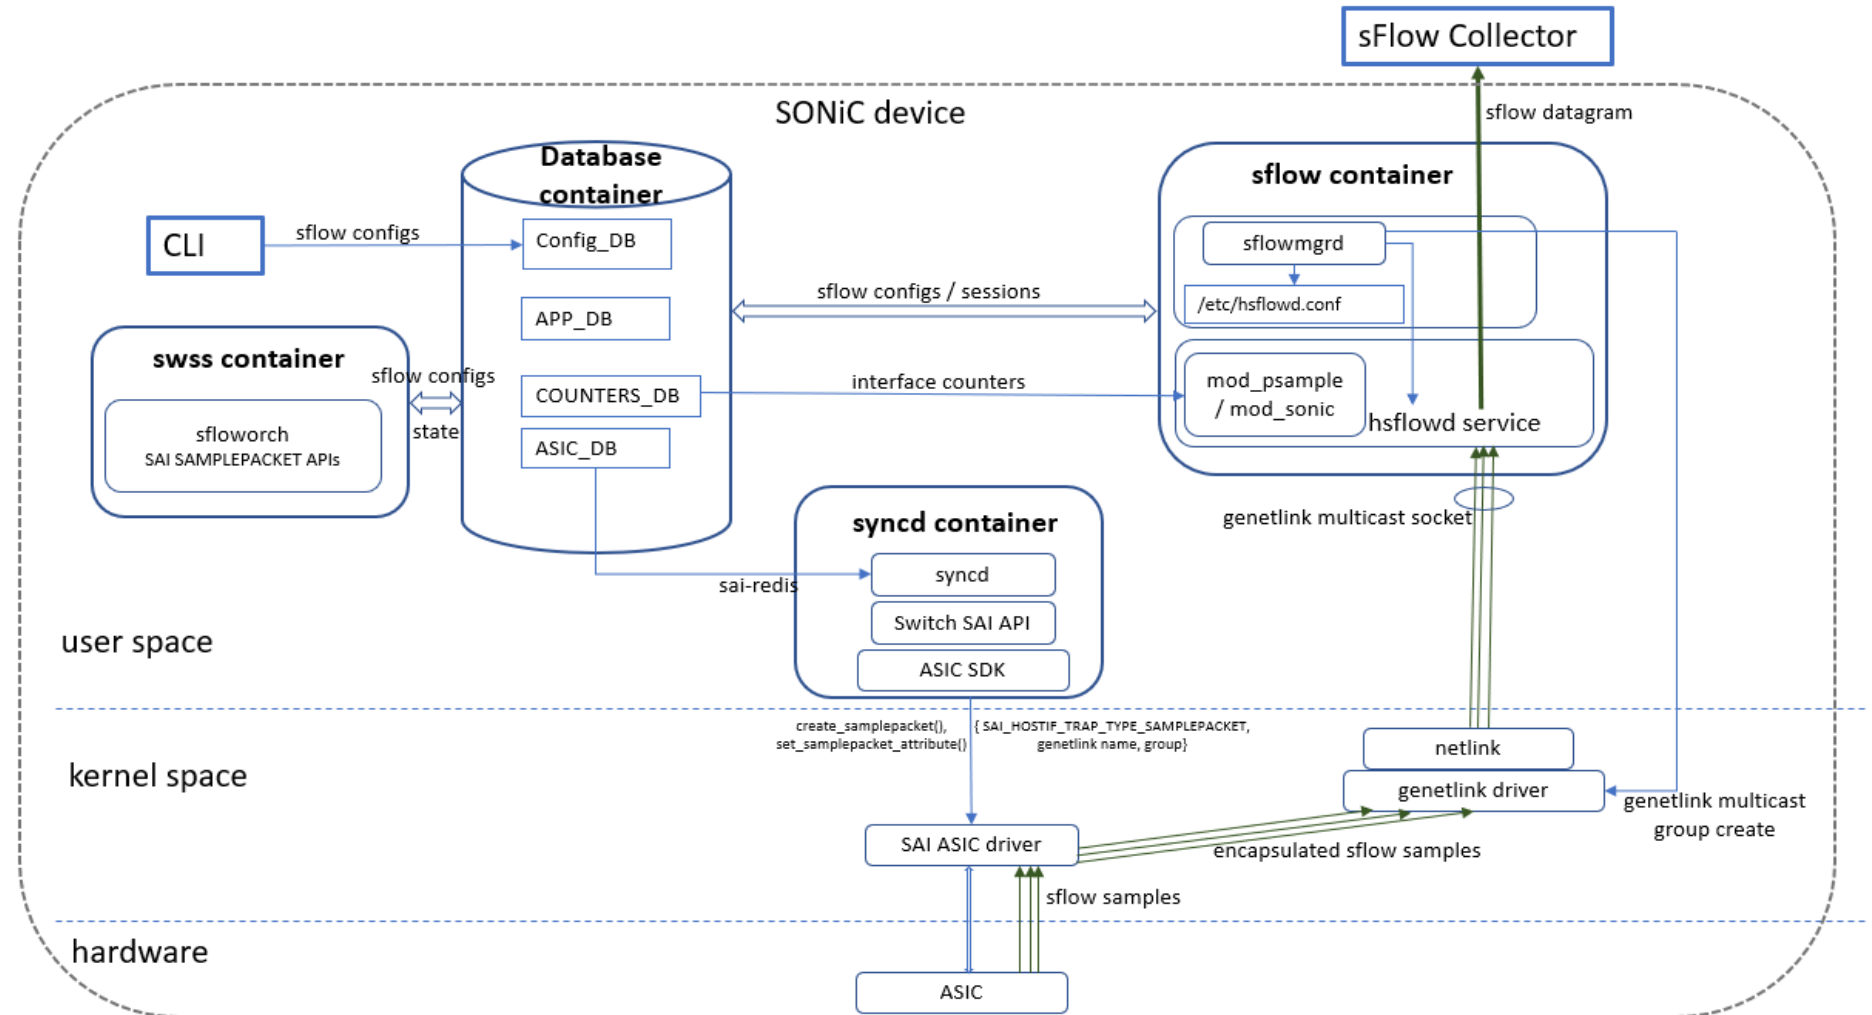 sFlow Collector
SONiC device
sflow datagram
Database
container
sflow container
CLI
sflow configs
Config_DB
sflowmgrd
sflow configs / sessions
/etc/hsflowd.conf
APP_DB
swss container
sflow configs
state
COUNTERS_DB
interface counters
mod_psample
/ mod_sonic
hsflowd service
sfloworch
SAI SAMPLEPACKET APIs
ASIC_DB
genetlink multicast socket
syncd container
sai-redis
syncd
Switch SAI API
ASIC SDK
user space
create_samplepacket(),
set_samplepacket_attribute()
{ SAI_HOSTIF_TRAP_TYPE_SAMPLEPACKET,
genetlink name, group}
netlink
kernel space
genetlink driver
genetlink multicast
group create
SAI ASIC driver
encapsulated sflow samples
sflow samples
hardware
ASIC